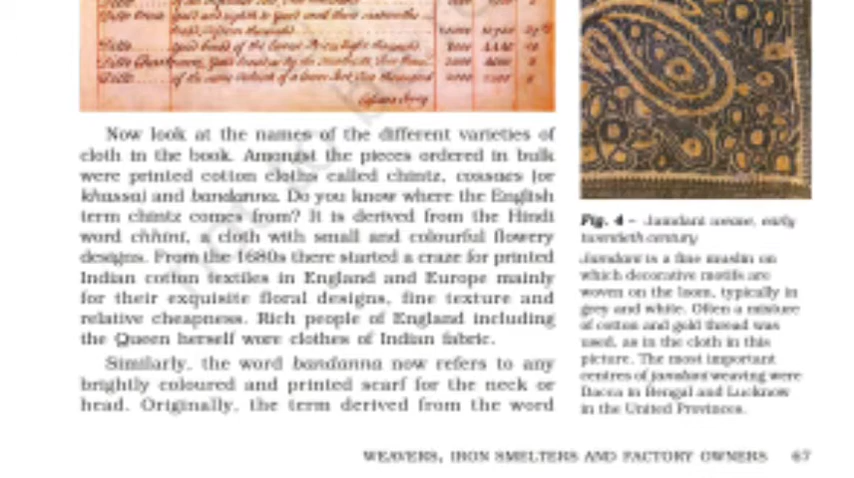 Now look at the names of the different varieties of
cloth in the book. Amongst the pieces ordered in bulk
were printed cotton cloths called chintz, cossaes (or
khassa) and bandanna. Do you know where the English
term chintz comes from? It is derived from the Hindi
word chhint, a cloth with small and colourful flowery
designs. From the 1680s there started a craze for printed
Indian cotton textiles in England and Europe mainly
for their exquisite floral designs, fine texture and
relative cheapness. Rich people of England including
the Queen herself wore clothes of Indian fabric.
Similarly, the word bandanna now refers to any
brightly coloured and printed scarf for the neck or
head. Originally, the term derived from the word
Fig. 4 – Jamdani weave, early
twentieth century
Jamdani is a fine muslin on
which decorative motifs are
woven on the loom, typically in
grey and white. Often a mixture
of cotton and gold thread was
used, as in the cloth in this
picture. The most important
centres of jamdani weaving were
Dacca in Bengal and Lucknow
in the United Provinces.
WEAVERS, IRON SMELTERS AND FACTORY OWNERS 67